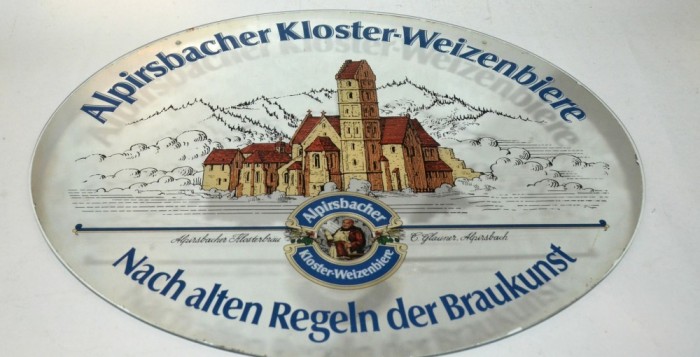 Alpirsbacher Kloster-Weizenbiere
Alpirsbacher
Alpirsbacher Klosterbräu C. Glauner, Alpirsbach
Kloster-Weizenbiere
Nach alten Regeln der Braukunst